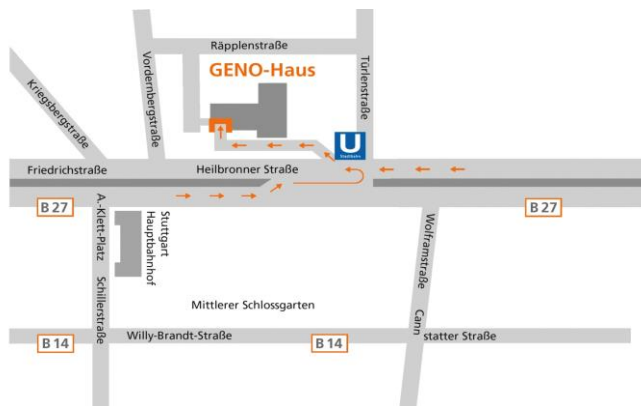 Räpplenstraße
GENO-Haus
Kriegsbergstraße
Vordernbergstraße
Türlenstraße
U
Stadtbahn
Friedrichstraße
Heilbronner Straße
B 27
A.-Klett-Platz
Stuttgart
Hauptbahnhof
Wolframstraße
B 27
Schillerstraße
Mittlerer Schlossgarten
Willy-Brandt-Straße
B 14
B 14
Cann
statter Straße